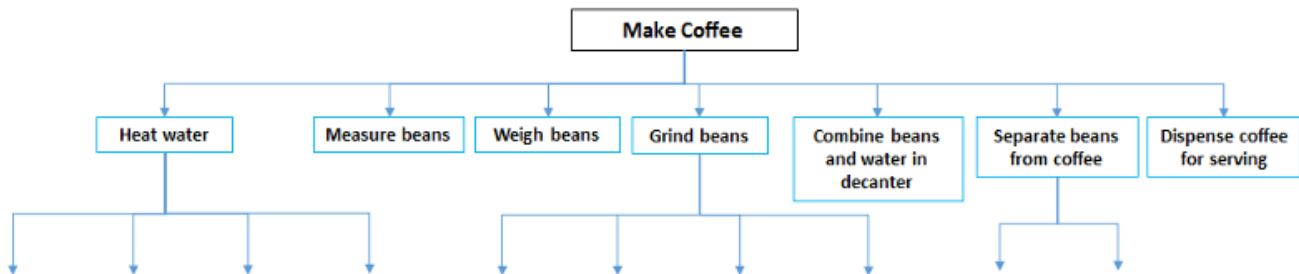 Make Coffee
Heat water
Measure beans
Weigh beans
Grind beans
Combine beans
and water in
decanter
Separate beans
from coffee
Dispense coffee
for serving